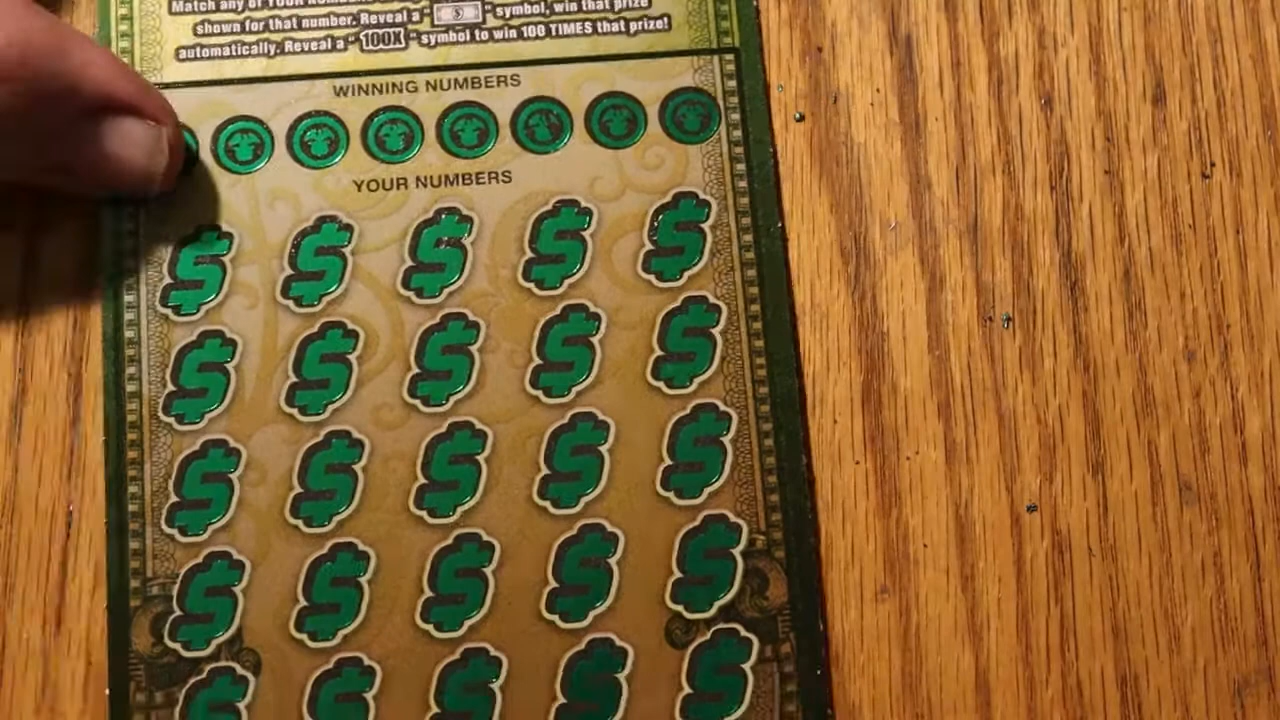 Match any of YOUR NUMBERS
shown for that number. Reveal a " $ " symbol, win that prize
automatically. Reveal a " 100X " symbol to win 100 TIMES that prize!
WINNING NUMBERS
YOUR NUMBERS
$ $ $ $ $
$ $ $ $ $
$ $ $ $ $
$ $ $ $ $
$ $ $ $ $